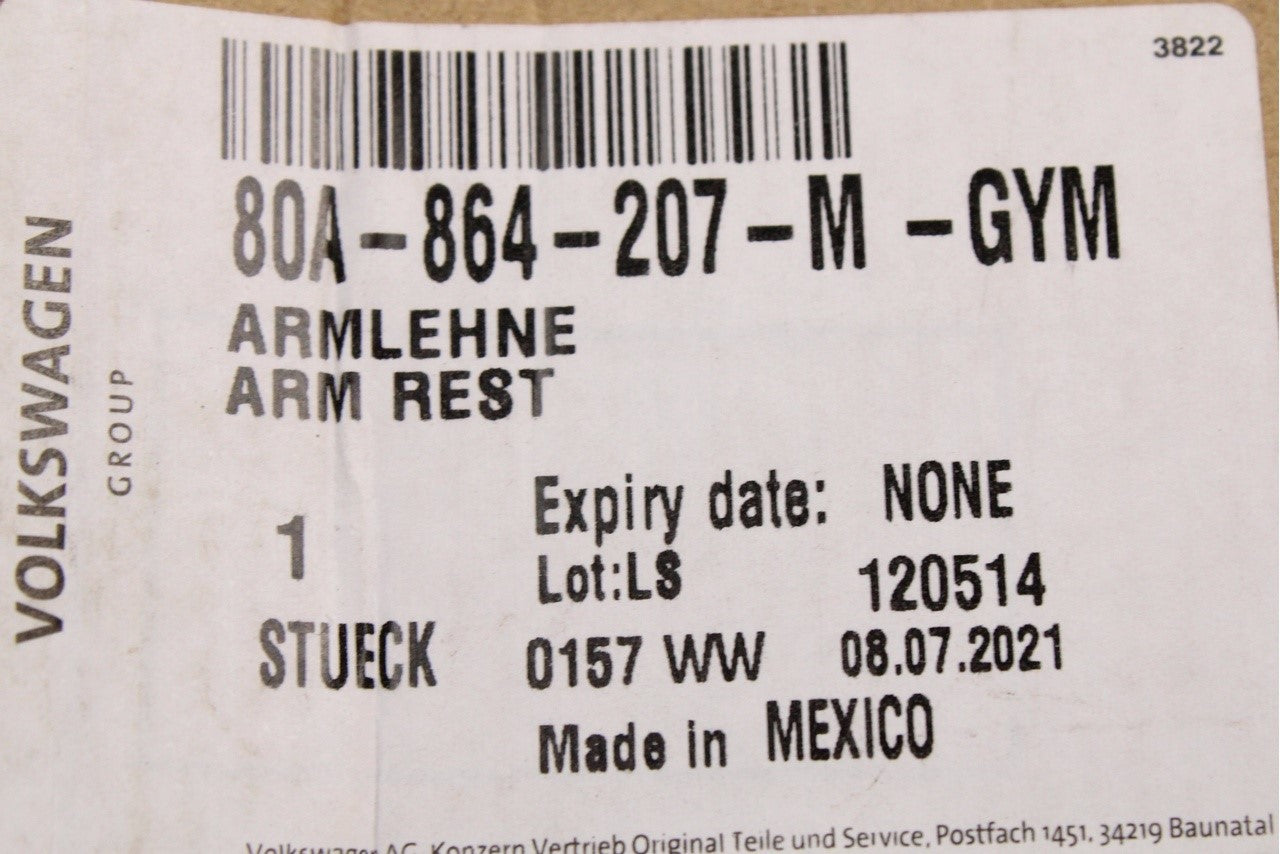 3822
80A-864-207-M -GYM
ARMLEHNE
ARM REST
Expiry date: NONE
1
Lot:LS 120514
STUECK 0157 WW 08.07.2021
Made in MEXICO
VOLKSWAGEN
GROUP
Volkswagen AG, Konzern Vertrieb Original Teile und Service, Postfach 1451, 34219 Baunatal